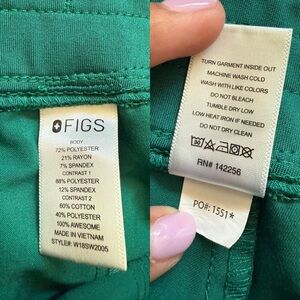 FIGS
BODY
72% POLYESTER
21% RAYON
7% SPANDEX
CONTRAST 1
88% POLYESTER
12% SPANDEX
CONTRAST 2
60% COTTON
40% POLYESTER
100% AWESOME
MADE IN VIETNAM
STYLE#: W18SW2005
TURN GARMENT INSIDE OUT
MACHINE WASH COLD
WASH WITH LIKE COLORS
DO NOT BLEACH
TUMBLE DRY LOW
LOW HEAT IRON IF NEEDED
DO NOT DRY CLEAN
RN# 142256
PO#: 1551*